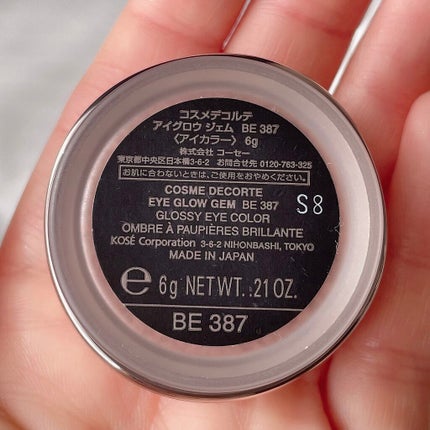 コスメデコルテ
アイグロウ ジェム BE 387
〈アイカラー〉 6g
株式会社 コーセー
東京都中央区日本橋3-6-2 お問合せ先 0120-763-325
お肌に合わないときは、ご使用をおやめください。
COSME DECORTE
EYE GLOW GEM BE 387
GLOSSY EYE COLOR
OMBRE À PAUPIÈRES BRILLANTE
KOSÉ Corporation 3-6-2 NIHONBASHI, TOKYO
MADE IN JAPAN
S8
℮ 6g NET WT. .21 OZ.
BE 387